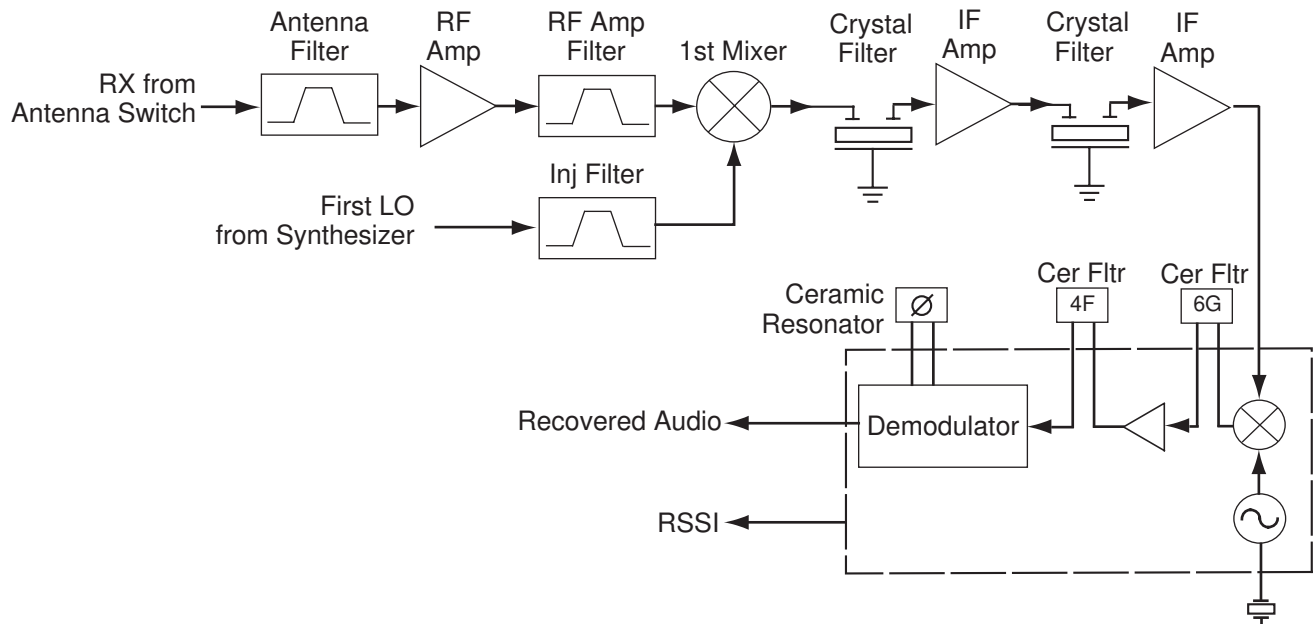 Antenna
Filter
RF
Amp
RF Amp
Filter
1st Mixer
Crystal
Filter
IF
Amp
Crystal
Filter
IF
Amp
RX from
Antenna Switch
Inj Filter
First LO
from Synthesizer
Ceramic
Resonator
Ø
Cer Fltr
4F
Cer Fltr
6G
Recovered Audio
Demodulator
RSSI